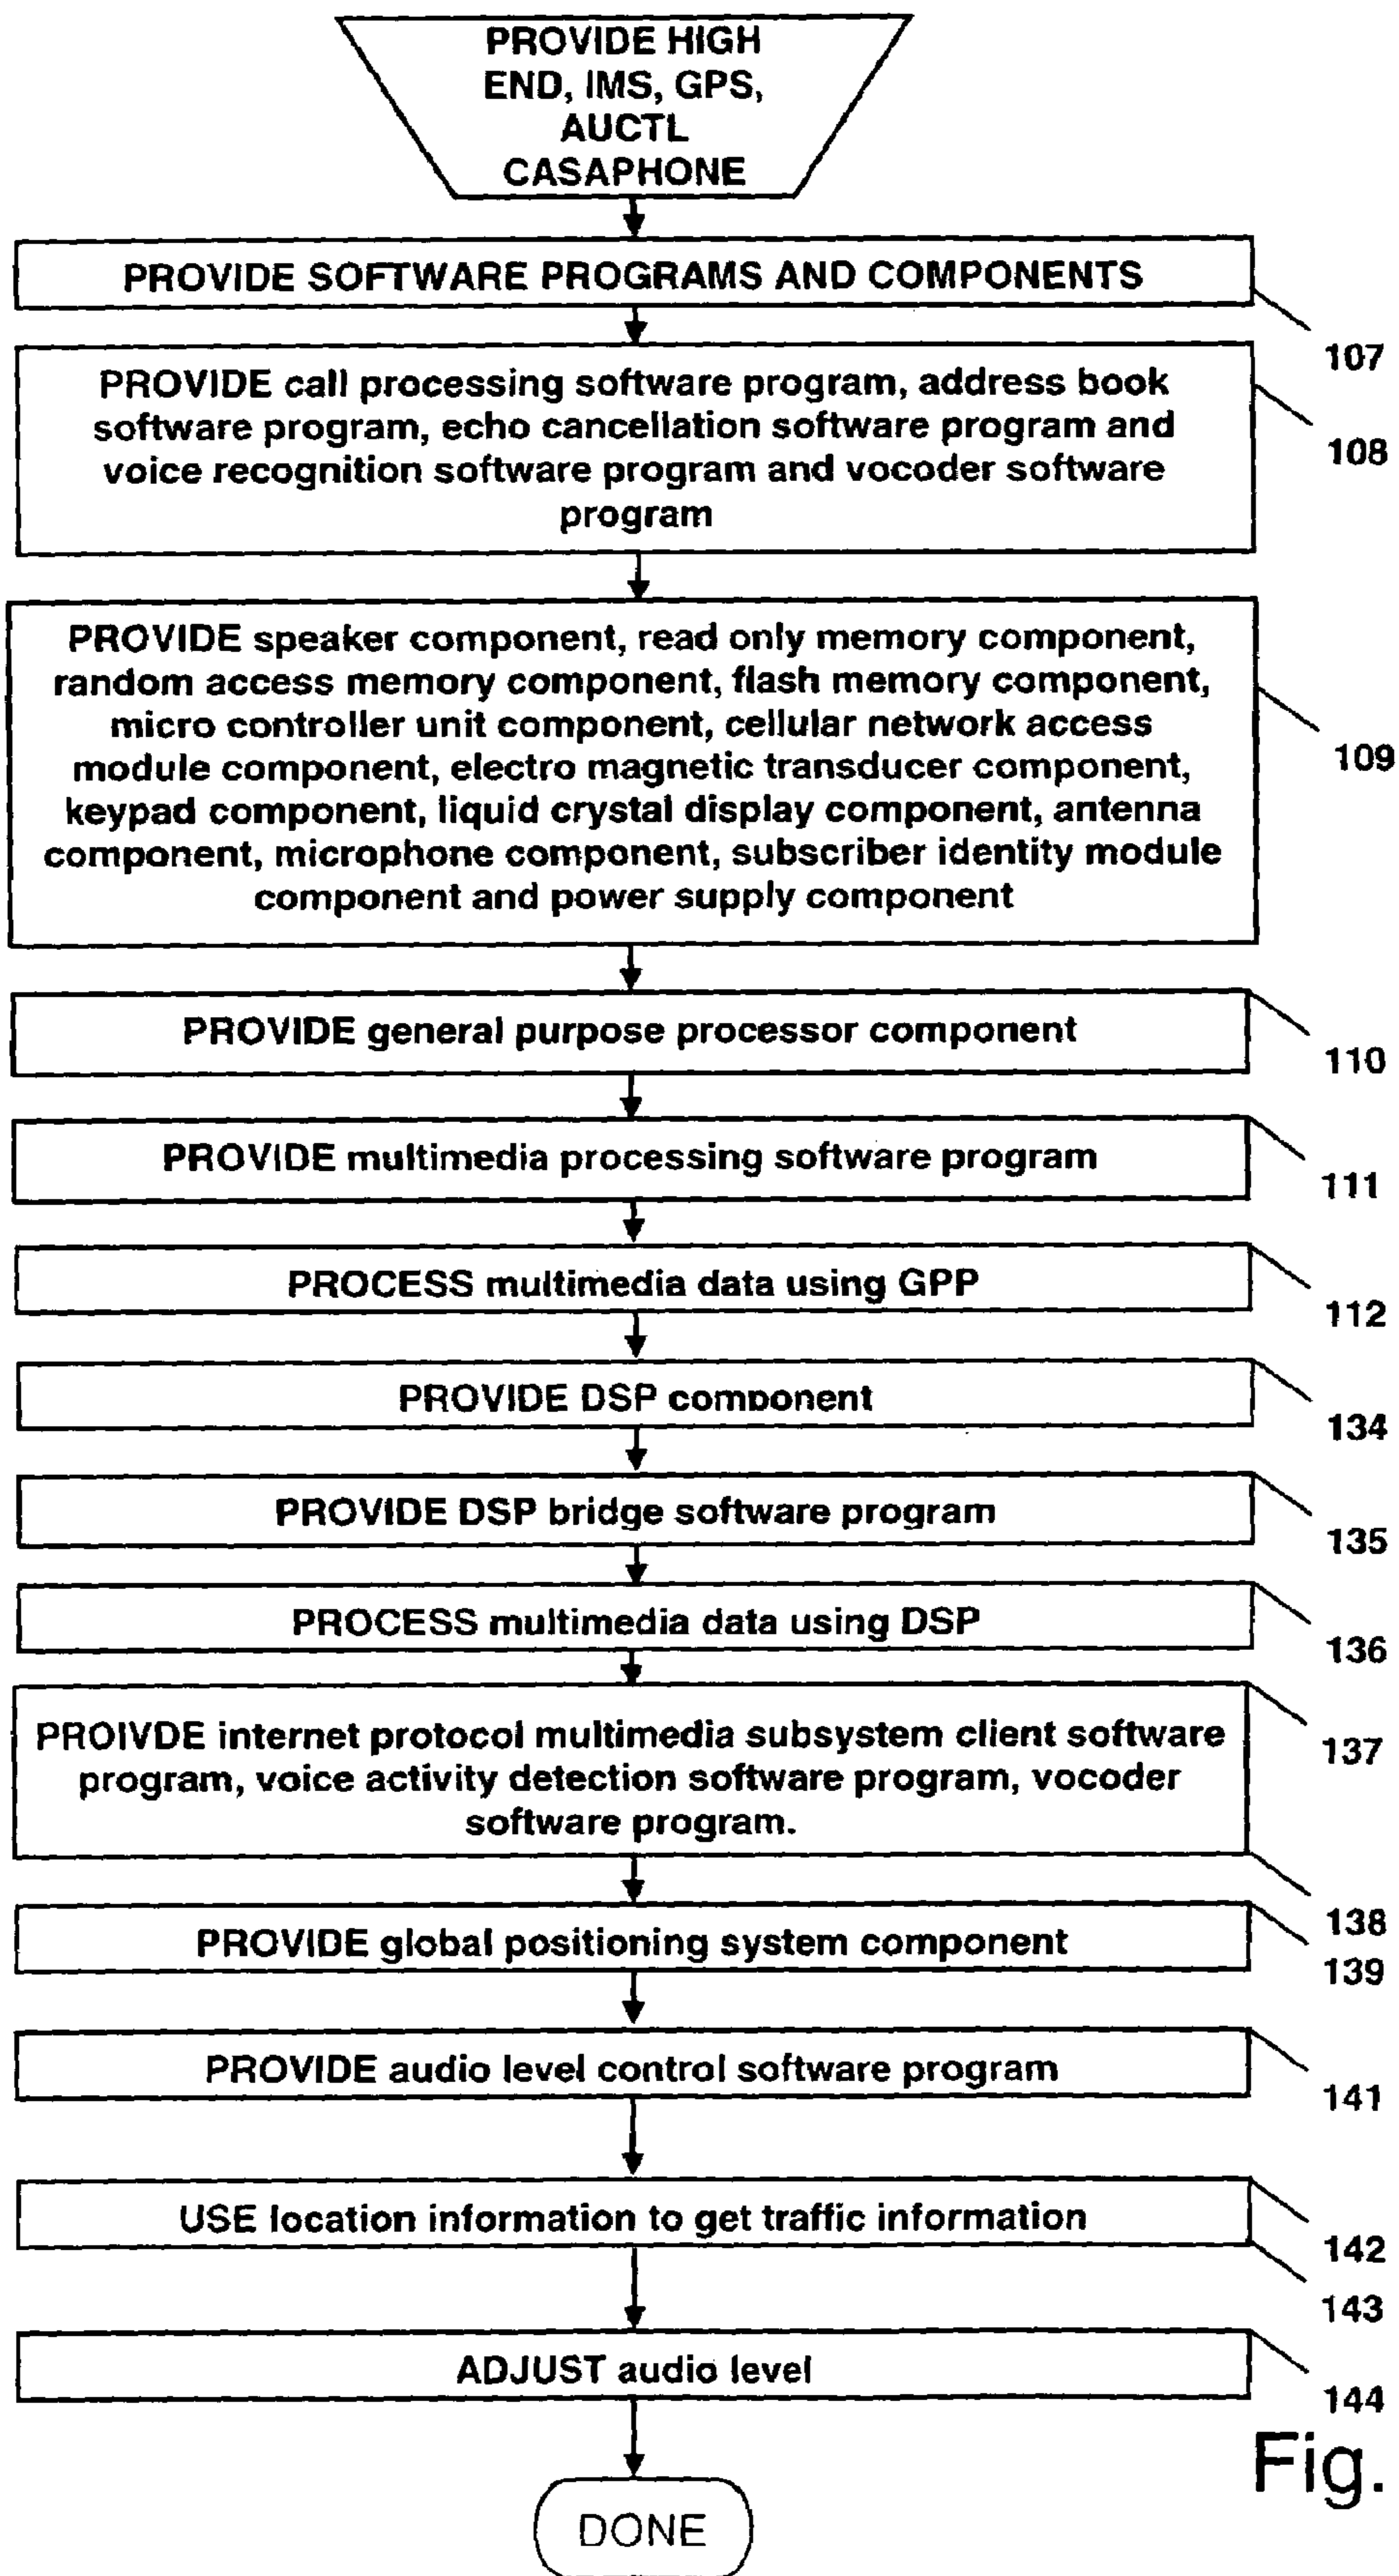 PROVIDE HIGH
END, IMS, GPS,
AUCTL
CASAPHONE
PROVIDE SOFTWARE PROGRAMS AND COMPONENTS
107
PROVIDE call processing software program, address book
software program, echo cancellation software program and
voice recognition software program and vocoder software
program
108
PROVIDE speaker component, read only memory component,
random access memory component, flash memory component,
micro controller unit component, cellular network access
module component, electro magnetic transducer component,
keypad component, liquid crystal display component, antenna
component, microphone component, subscriber identity module
component and power supply component
109
PROVIDE general purpose processor component
110
PROVIDE multimedia processing software program
111
PROCESS multimedia data using GPP
112
PROVIDE DSP component
134
PROVIDE DSP bridge software program
135
PROCESS multimedia data using DSP
136
PROIVDE internet protocol multimedia subsystem client software
program, voice activity detection software program, vocoder
software program.
137
138
PROVIDE global positioning system component
139
PROVIDE audio level control software program
141
USE location information to get traffic information
142
143
ADJUST audio level
144
Fig.
DONE